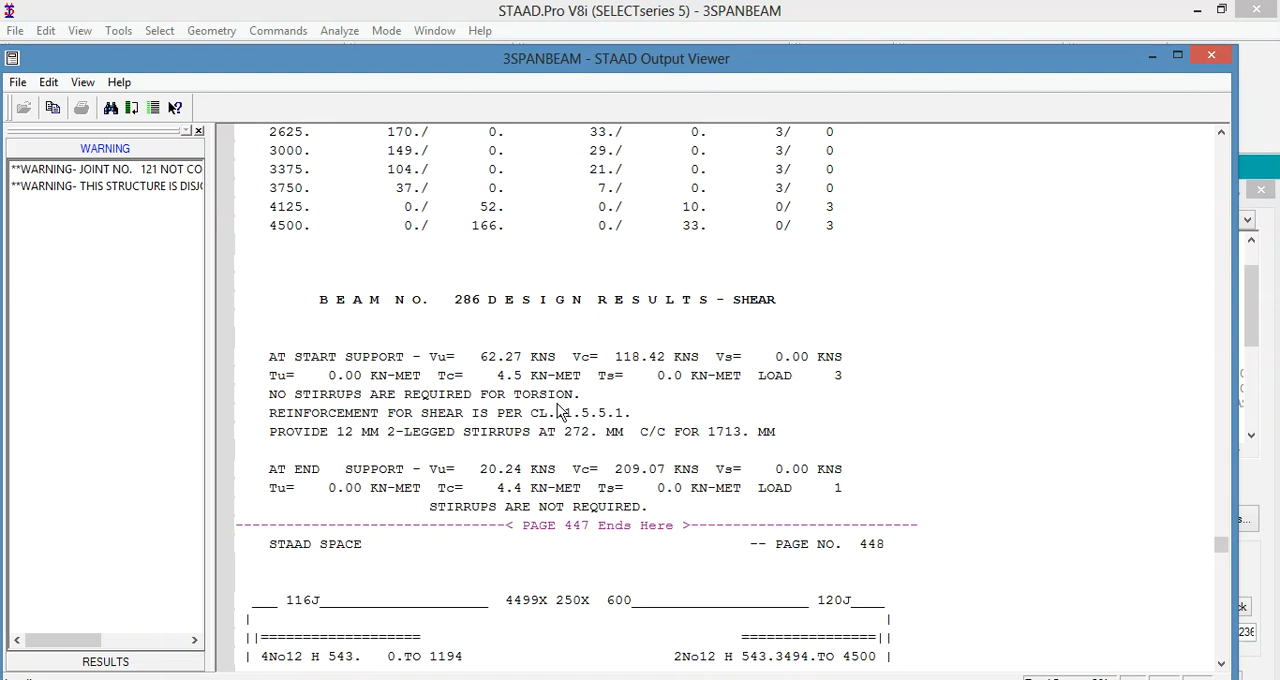 STAAD.Pro V8i (SELECTseries 5) - 3SPANBEAM
File Edit View Tools Select Geometry Commands Analyze Mode Window Help
3SPANBEAM - STAAD Output Viewer
File Edit View Help
WARNING
**WARNING- JOINT NO. 121 NOT CO
**WARNING- THIS STRUCTURE IS DISJ
RESULTS
2625. 170./ 0. 33./ 0. 3/ 0
3000. 149./ 0. 29./ 0. 3/ 0
3375. 104./ 0. 21./ 0. 3/ 0
3750. 37./ 0. 7./ 0. 3/ 0
4125. 0./ 52. 0./ 10. 0/ 3
4500. 0./ 166. 0./ 33. 0/ 3
B E A M N O. 286 D E S I G N R E S U L T S - SHEAR
AT START SUPPORT - Vu= 62.27 KNS Vc= 118.42 KNS Vs= 0.00 KNS
Tu= 0.00 KN-MET Tc= 4.5 KN-MET Ts= 0.0 KN-MET LOAD 3
NO STIRRUPS ARE REQUIRED FOR TORSION.
REINFORCEMENT FOR SHEAR IS PER CL. 1.5.5.1.
PROVIDE 12 MM 2-LEGGED STIRRUPS AT 272. MM C/C FOR 1713. MM
AT END SUPPORT - Vu= 20.24 KNS Vc= 209.07 KNS Vs= 0.00 KNS
Tu= 0.00 KN-MET Tc= 4.4 KN-MET Ts= 0.0 KN-MET LOAD 1
STIRRUPS ARE NOT REQUIRED.
------------------------------< PAGE 447 Ends Here >---------------------------
STAAD SPACE -- PAGE NO. 448
___ 116J____________________ 4499X 250X 600_____________________ 120J____
| |
||=================== ================||
| 4No12 H 543. 0.TO 1194 2No12 H 543.3494.TO 4500 |
s...
236